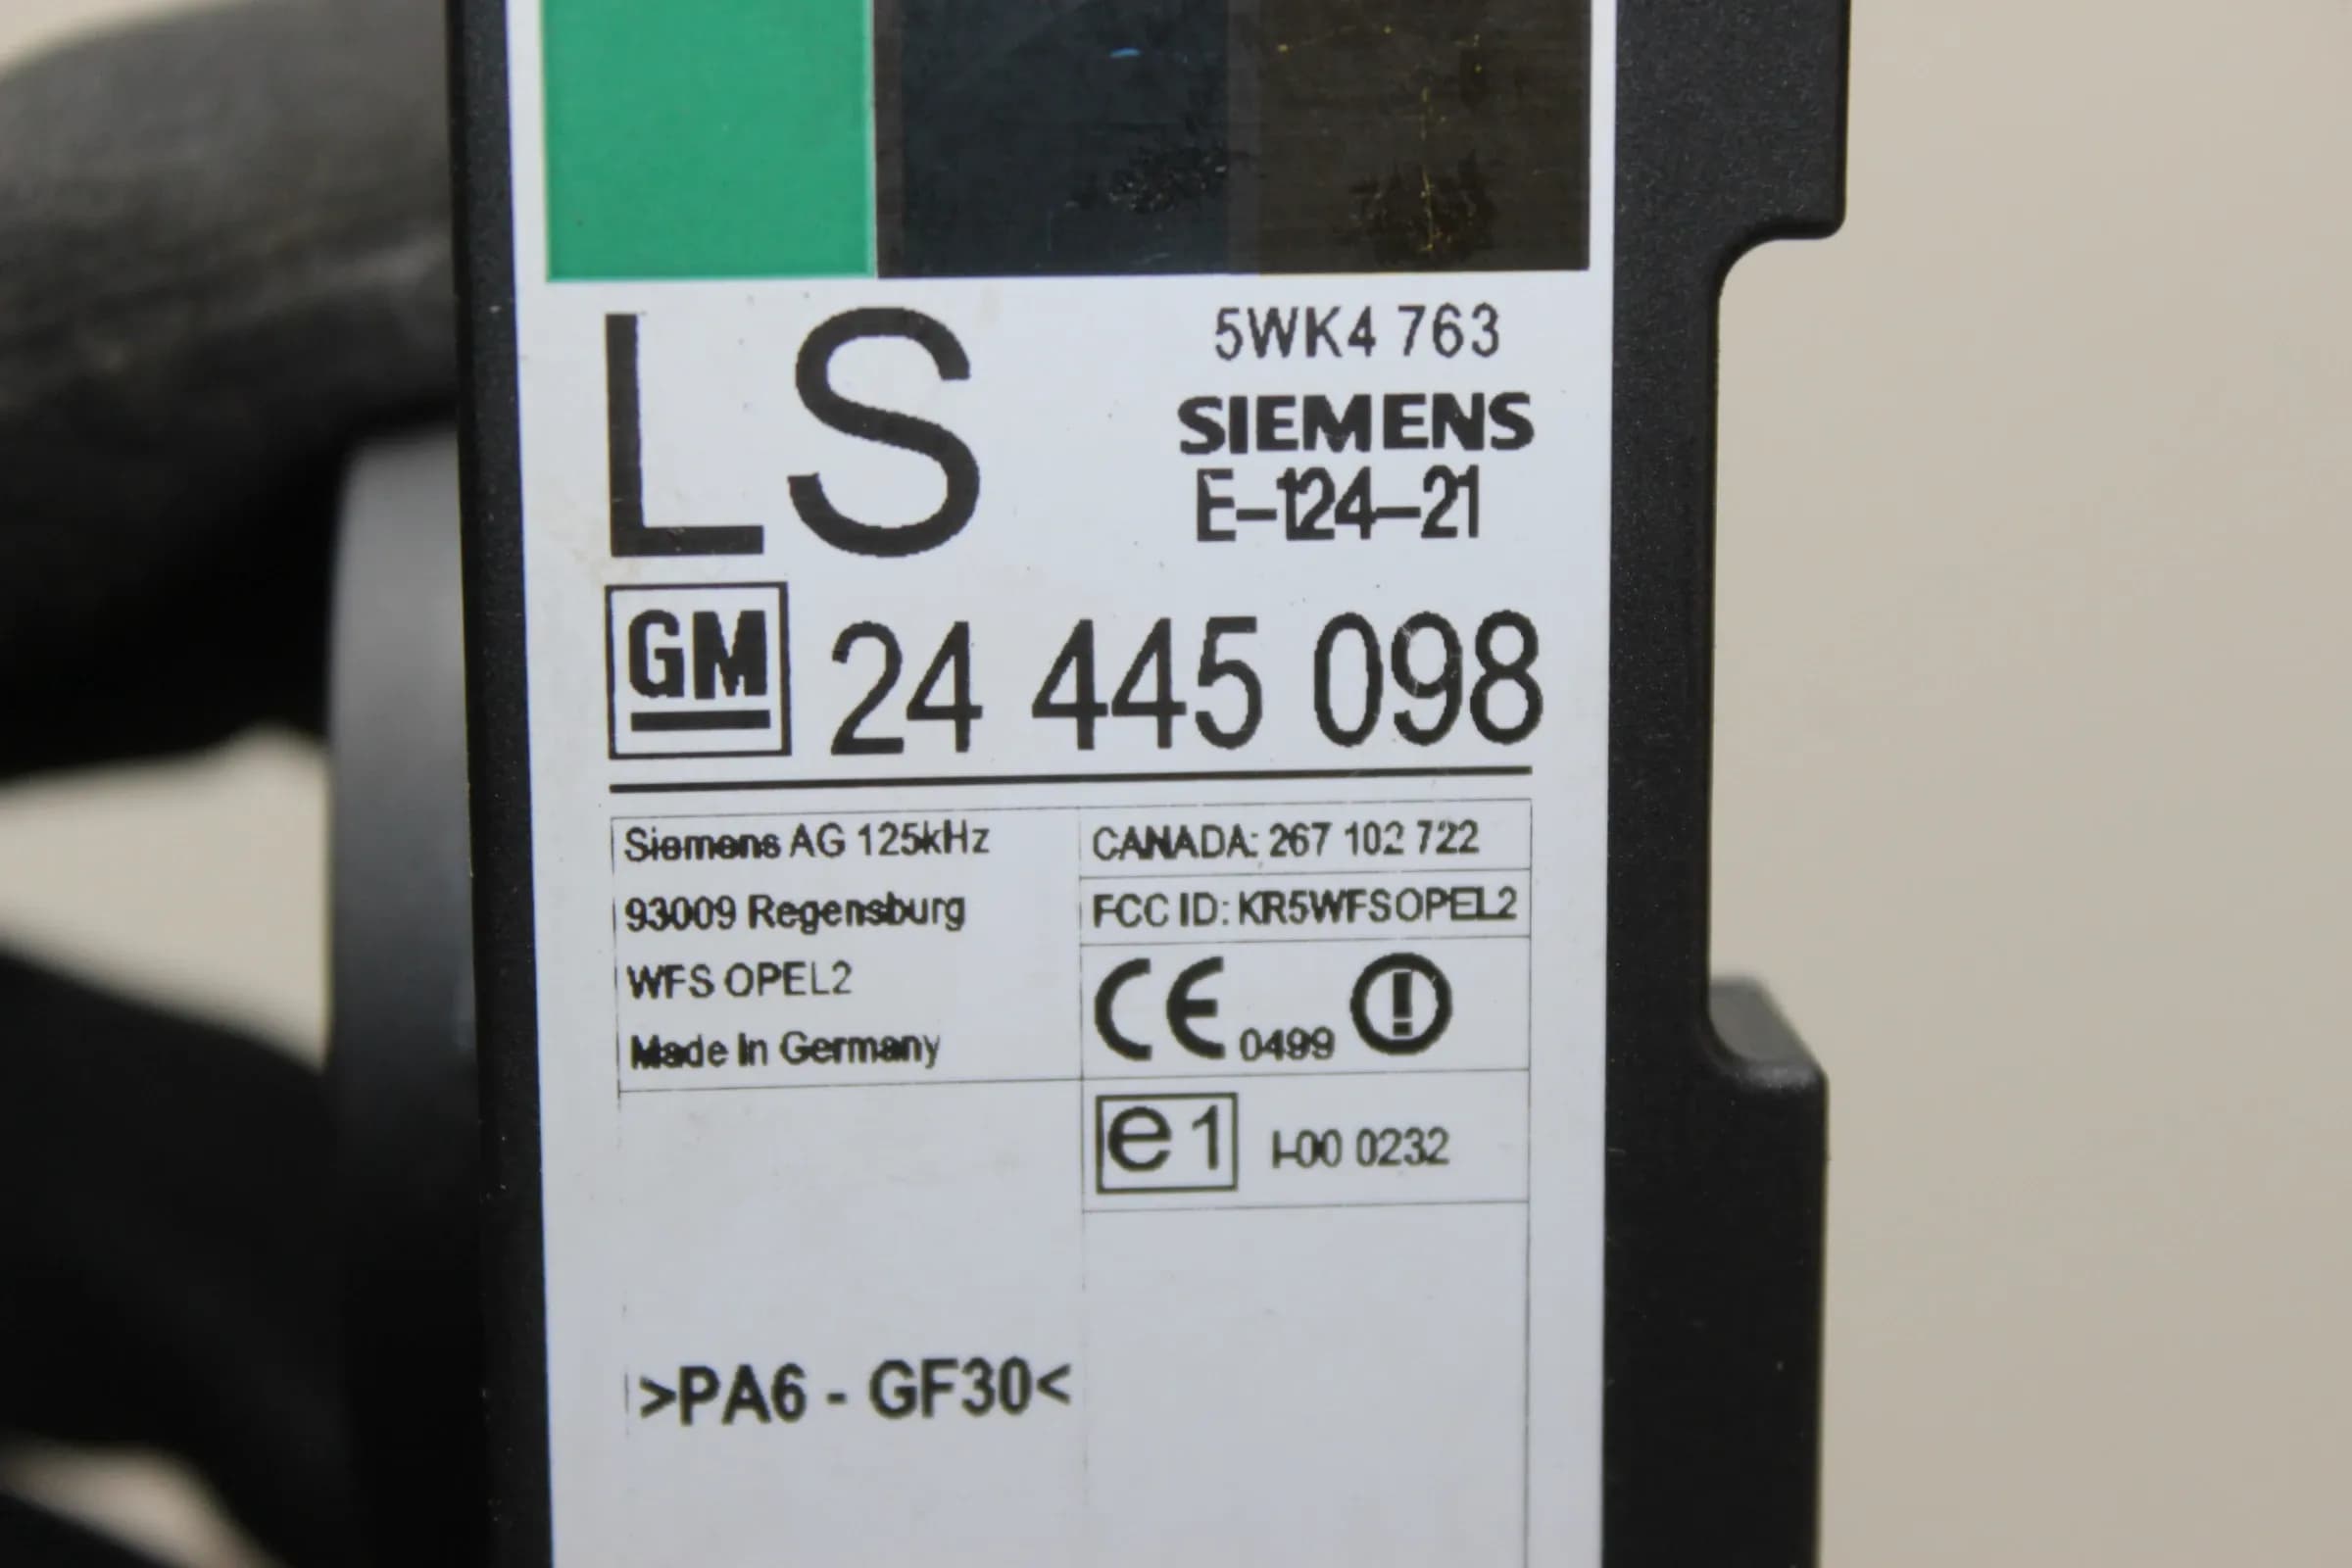 LS
5WK4 763
SIEMENS
E-124-21
GM 24 445 098
Siemens AG 125kHz
93009 Regensburg
WFS OPEL2
Made In Germany
CANADA: 267 102 722
FCC ID: KR5WFSOPEL2
CE 0499 !
e1 I-00 0232
>PA6 - GF30<